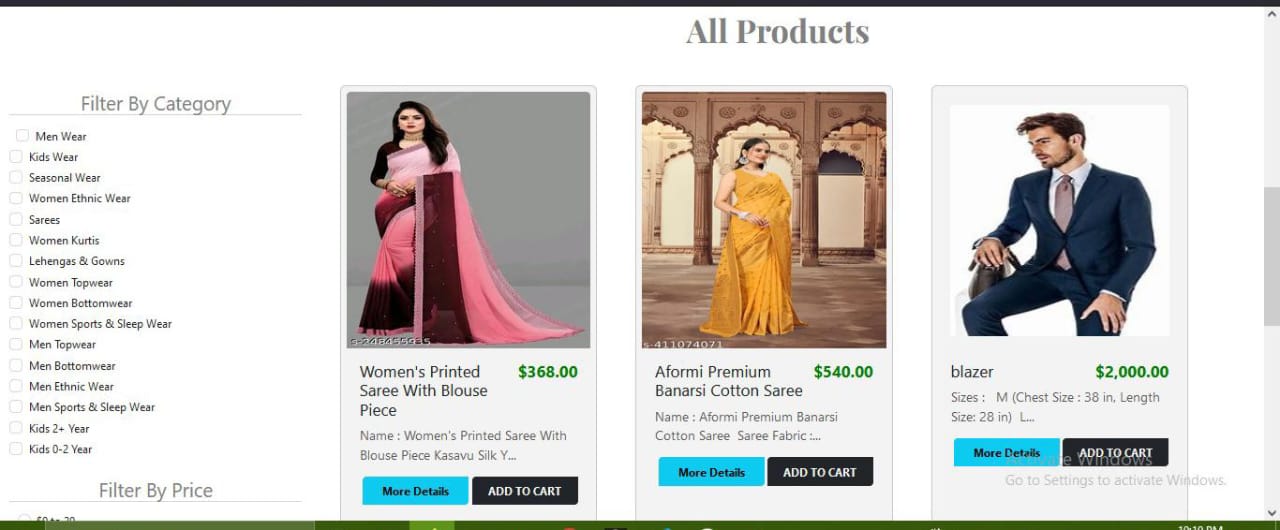 All Products
Filter By Category
Men Wear
Kids Wear
Seasonal Wear
Women Ethnic Wear
Sarees
Women Kurtis
Lehengas & Gowns
Women Topwear
Women Bottomwear
Women Sports & Sleep Wear
Men Topwear
Men Bottomwear
Men Ethnic Wear
Men Sports & Sleep Wear
Kids 2+ Year
Kids 0-2 Year
Filter By Price
s-248455935
Women's Printed $368.00
Saree With Blouse
Piece
Name : Women's Printed Saree With
Blouse Piece Kasavu Silk Y...
More Details ADD TO CART
s-411074071
Aformi Premium $540.00
Banarsi Cotton Saree
Name : Aformi Premium Banarsi
Cotton Saree Saree Fabric :...
More Details ADD TO CART
blazer $2,000.00
Sizes : M (Chest Size : 38 in, Length
Size: 28 in) L...
More Details ADD TO CART
Activate Windows
Go to Settings to activate Windows.